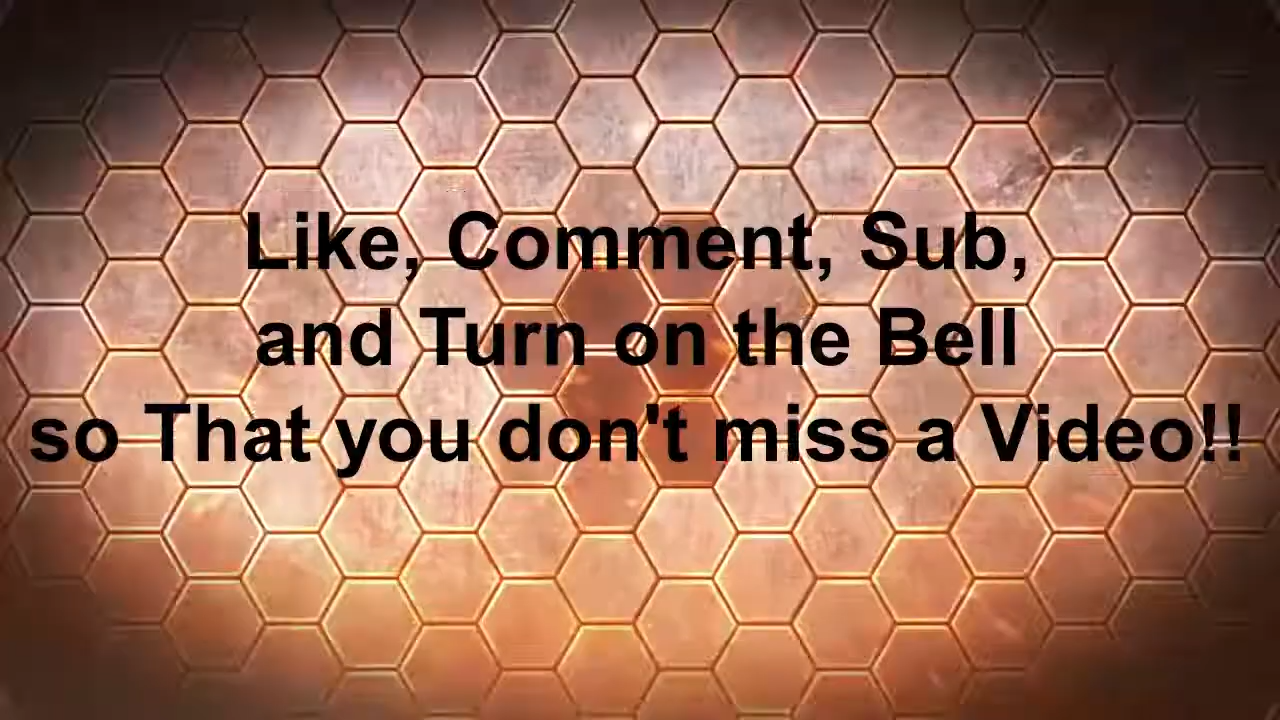 Like, Comment, Sub,
and Turn on the Bell
so That you don't miss a Video!!